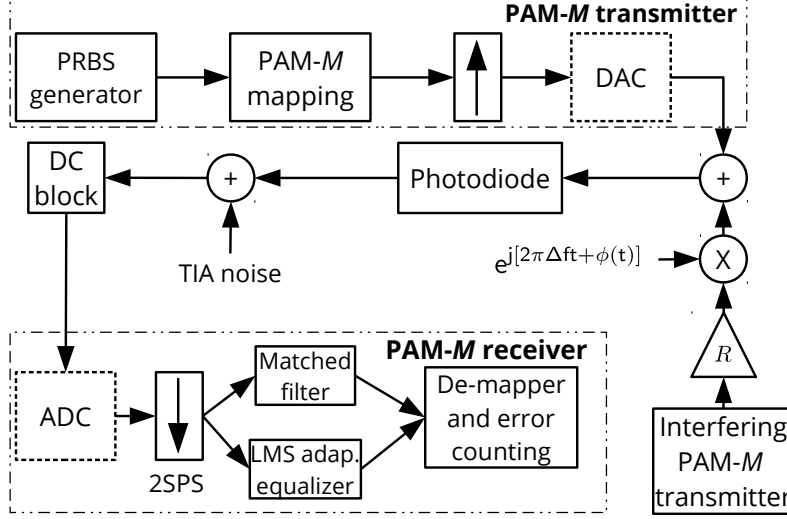 PAM-M transmitter
PRBS
generator
PAM-M
mapping
DAC
DC
block
+
Photodiode
+
TIA noise
e^{j[2πΔft+ϕ(t)]}
X
R
PAM-M receiver
ADC
2SPS
Matched
filter
LMS adap.
equalizer
De-mapper
and error
counting
Interfering
PAM-M
transmitter